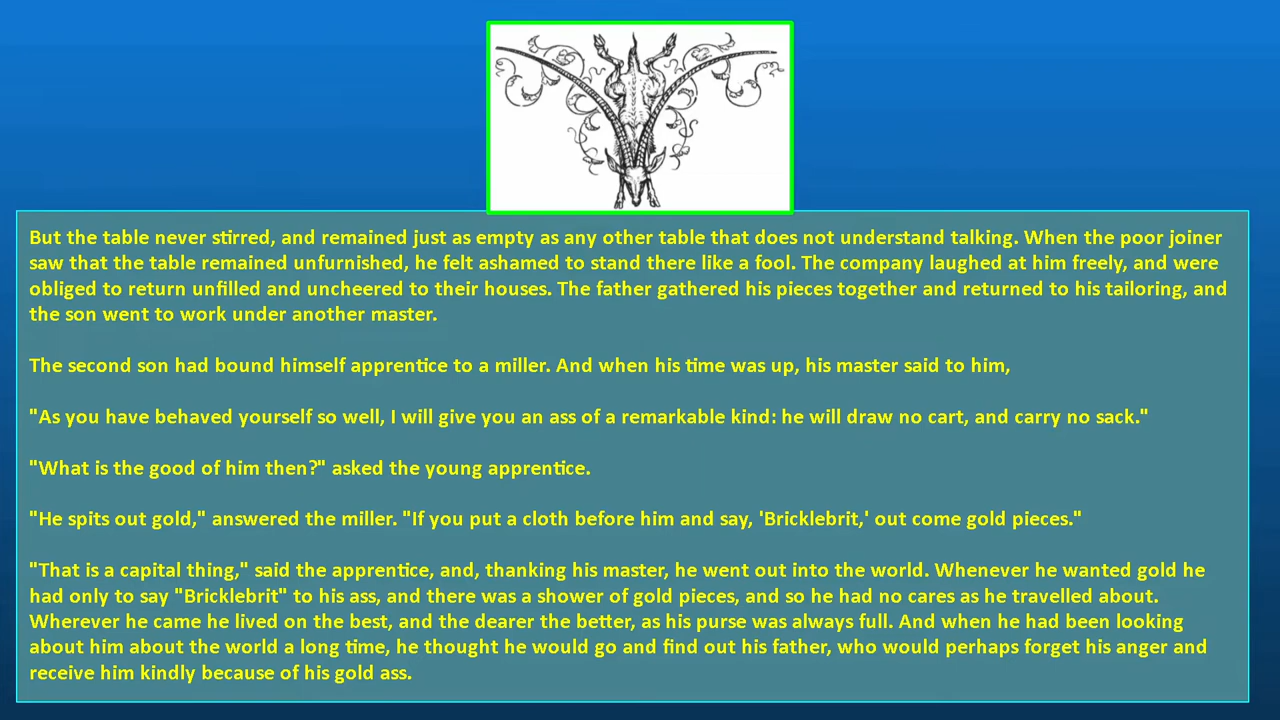 But the table never stirred, and remained just as empty as any other table that does not understand talking. When the poor joiner
saw that the table remained unfurnished, he felt ashamed to stand there like a fool. The company laughed at him freely, and were
obliged to return unfilled and uncheered to their houses. The father gathered his pieces together and returned to his tailoring, and
the son went to work under another master.
The second son had bound himself apprentice to a miller. And when his time was up, his master said to him,
"As you have behaved yourself so well, I will give you an ass of a remarkable kind: he will draw no cart, and carry no sack."
"What is the good of him then?" asked the young apprentice.
"He spits out gold," answered the miller. "If you put a cloth before him and say, 'Bricklebrit,' out come gold pieces."
"That is a capital thing," said the apprentice, and, thanking his master, he went out into the world. Whenever he wanted gold he
had only to say "Bricklebrit" to his ass, and there was a shower of gold pieces, and so he had no cares as he travelled about.
Wherever he came he lived on the best, and the dearer the better, as his purse was always full. And when he had been looking
about him about the world a long time, he thought he would go and find out his father, who would perhaps forget his anger and
receive him kindly because of his gold ass.